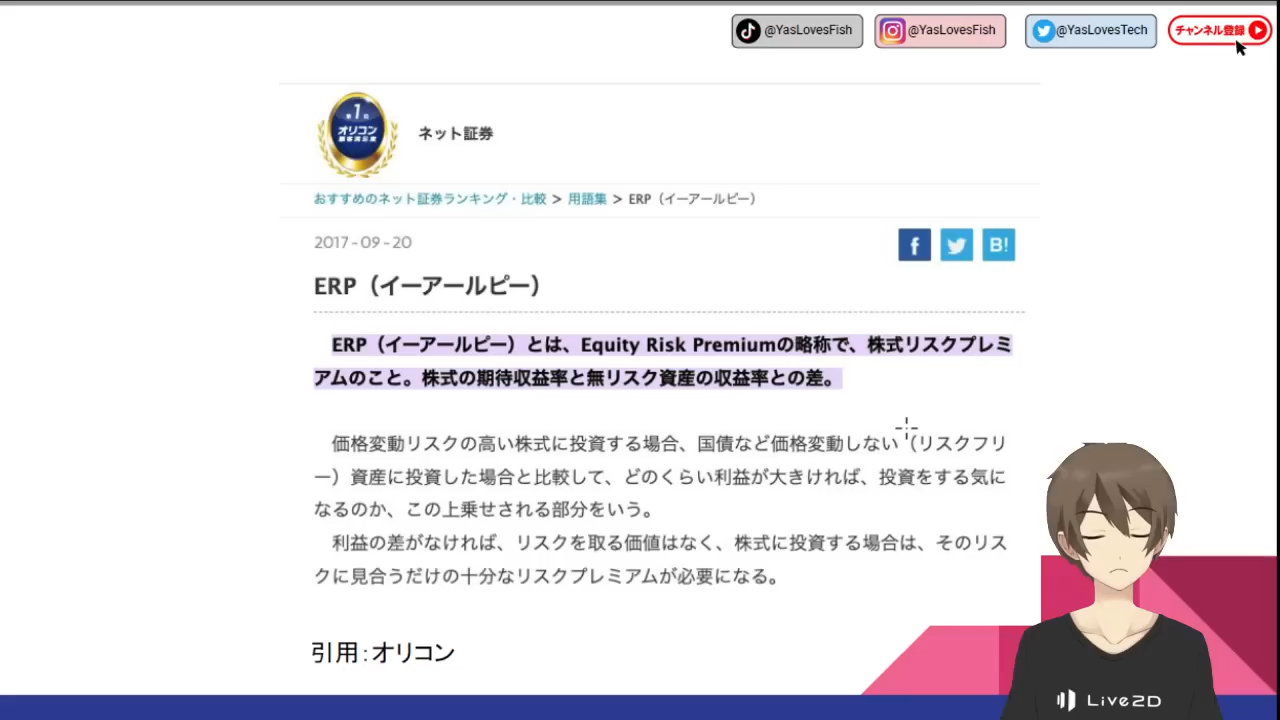 @YasLovesFish
@YasLovesFish
@YasLovesTech
チャンネル登録
第1位
オリコン
顧客満足度
ネット証券
おすすめのネット証券ランキング・比較 > 用語集 > ERP（イーアールピー）
2017-09-20
f
B!
ERP（イーアールピー）
ERP（イーアールピー）とは、Equity Risk Premiumの略称で、株式リスクプレミ
アムのこと。株式の期待収益率と無リスク資産の収益率との差。
価格変動リスクの高い株式に投資する場合、国債など価格変動しない（リスクフリ
ー）資産に投資した場合と比較して、どのくらい利益が大きければ、投資をする気に
なるのか、この上乗せされる部分をいう。
利益の差がなければ、リスクを取る価値はなく、株式に投資する場合は、そのリス
クに見合うだけの十分なリスクプレミアムが必要になる。
引用：オリコン
Live2D